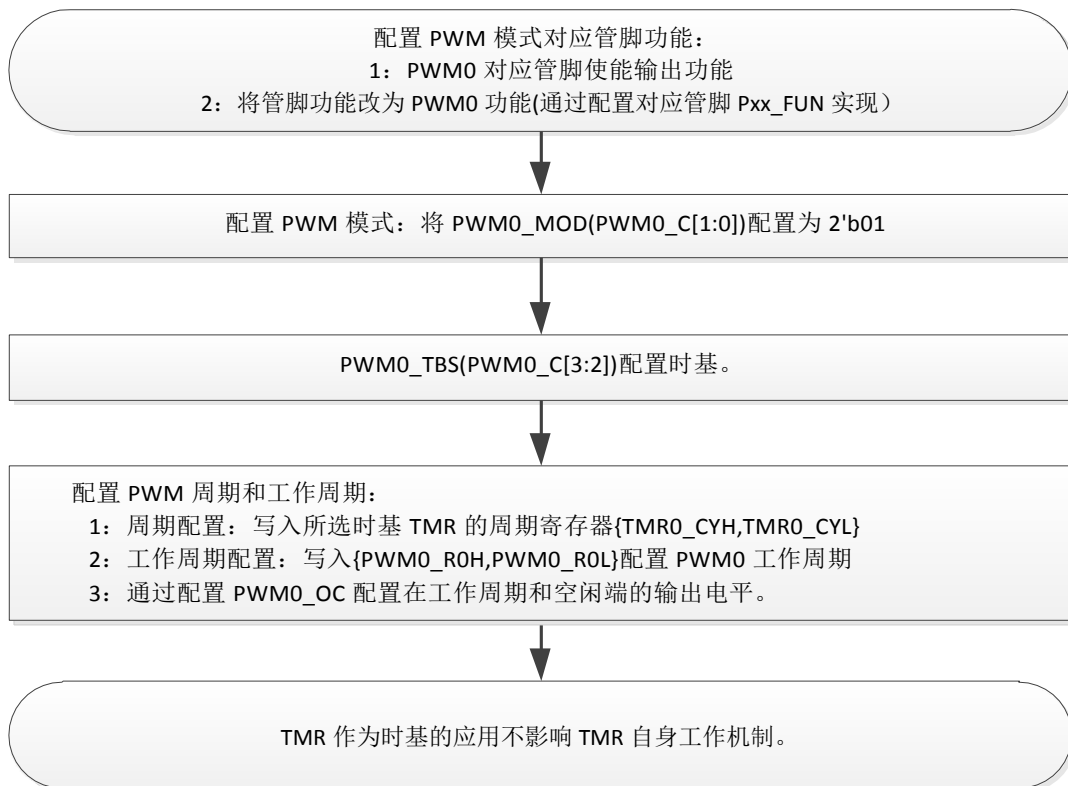 配置 PWM 模式对应管脚功能：
1：PWM0 对应管脚使能输出功能
2：将管脚功能改为 PWM0 功能(通过配置对应管脚 Pxx_FUN 实现）
配置 PWM 模式：将 PWM0_MOD(PWM0_C[1:0])配置为 2'b01
PWM0_TBS(PWM0_C[3:2])配置时基。
配置 PWM 周期和工作周期：
1：周期配置：写入所选时基 TMR 的周期寄存器{TMR0_CYH,TMR0_CYL}
2：工作周期配置：写入{PWM0_R0H,PWM0_R0L}配置 PWM0 工作周期
3：通过配置 PWM0_OC 配置在工作周期和空闲端的输出电平。
TMR 作为时基的应用不影响 TMR 自身工作机制。